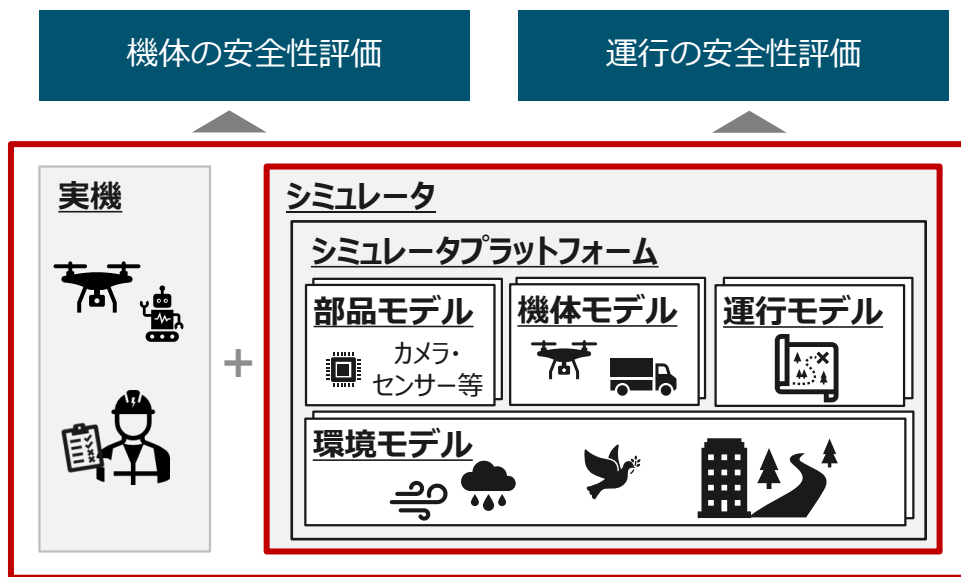 機体の安全性評価
運行の安全性評価
実機
+
シミュレータ
シミュレータプラットフォーム
部品モデル
カメラ・
センサー等
機体モデル
運行モデル
環境モデル